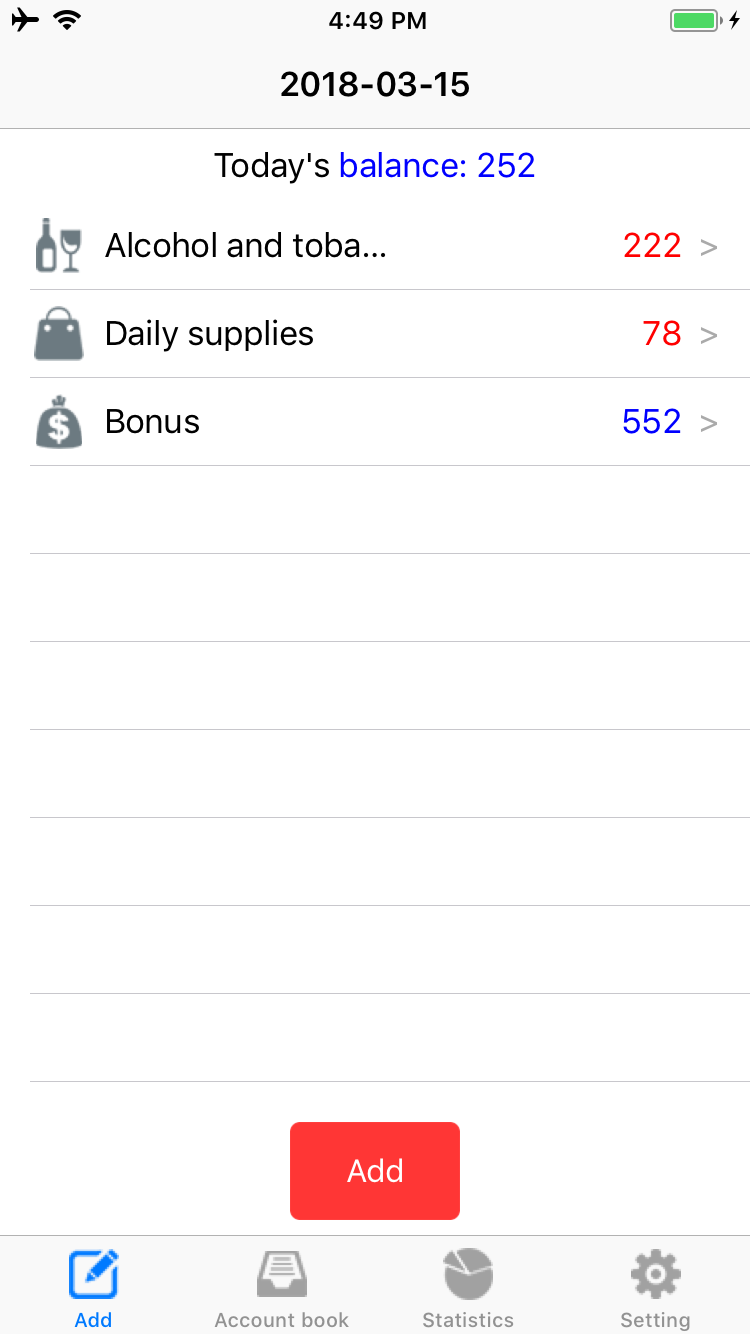 4:49 PM
2018-03-15
Today's balance: 252
Alcohol and toba... 222 >
Daily supplies 78 >
Bonus 552 >
Add
Add Account book Statistics Setting